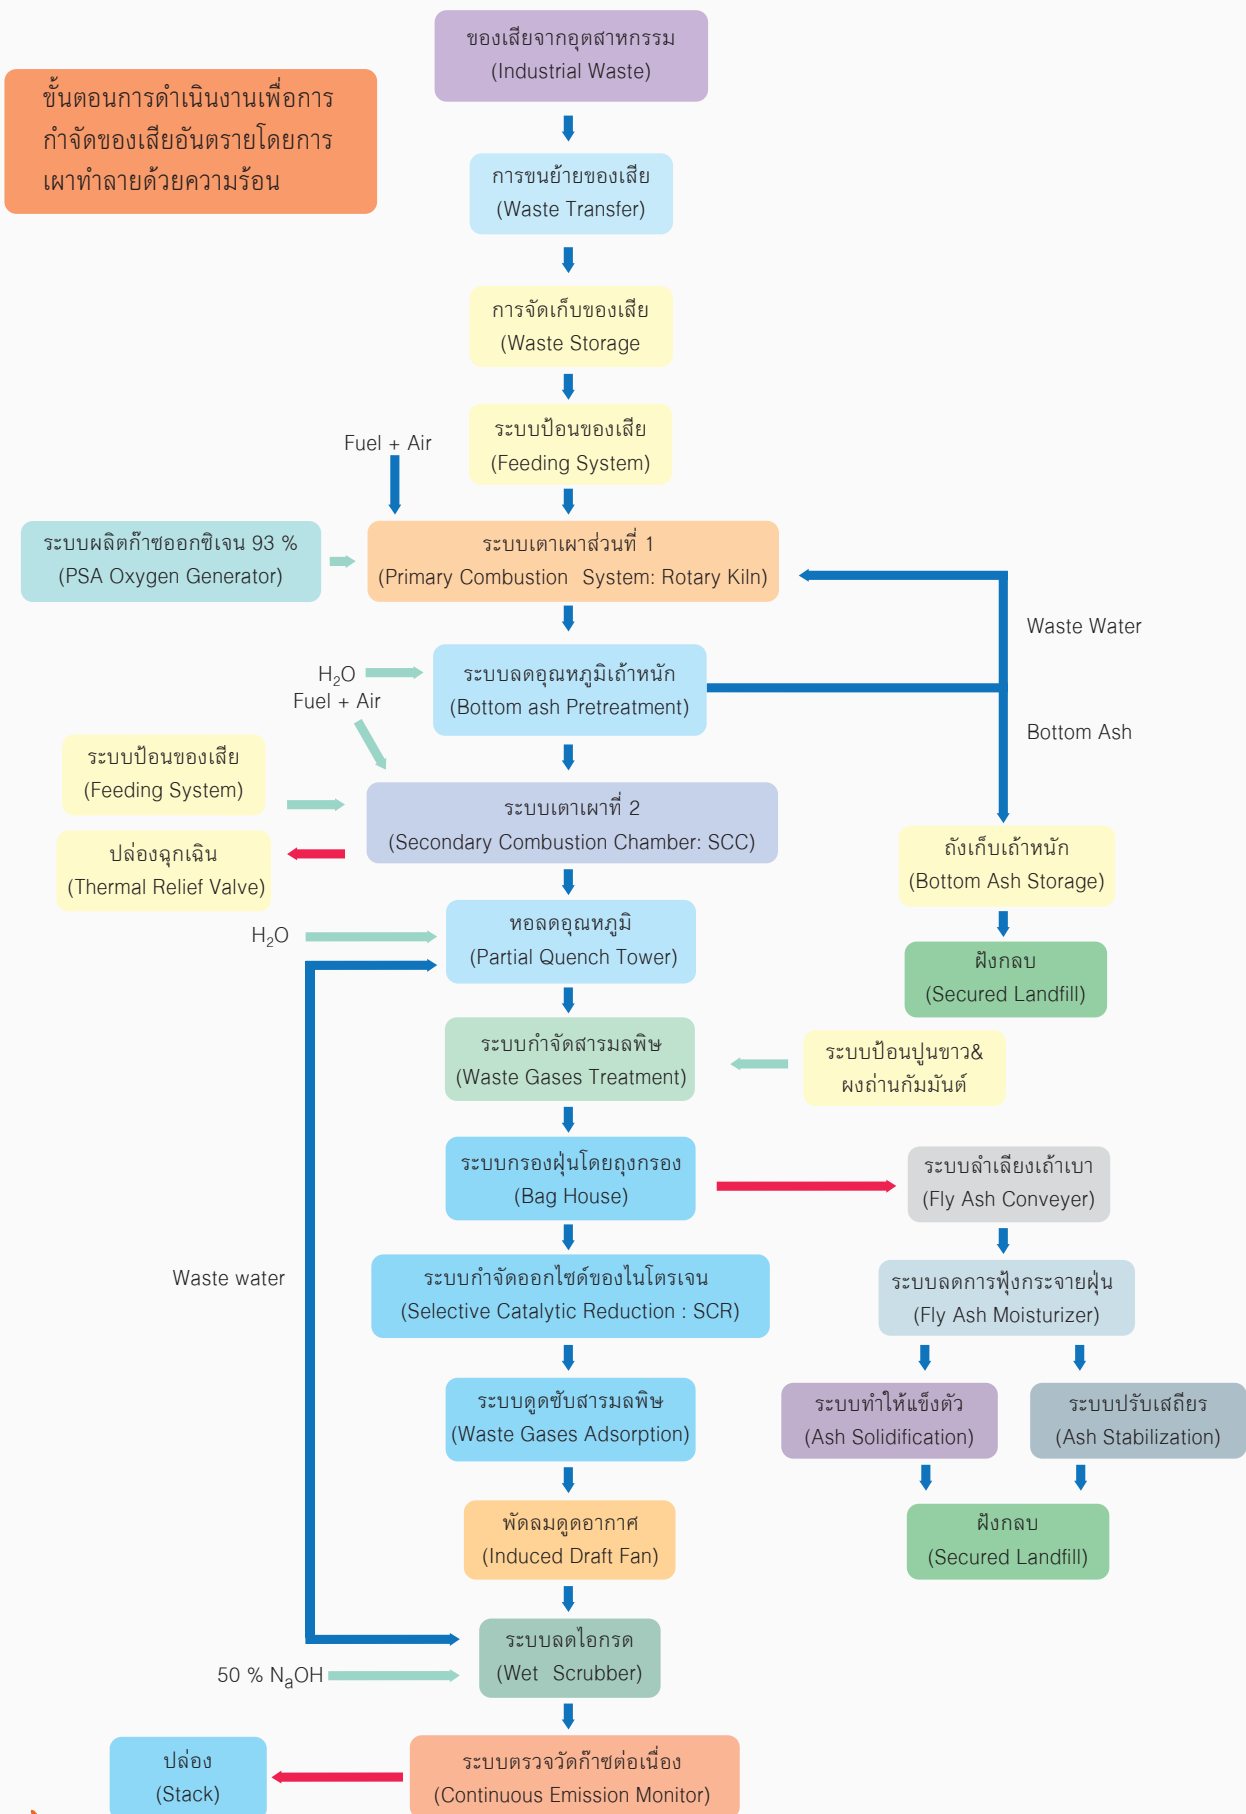 ของเสียจากอุตสาหกรรม
(Industrial Waste)
ขั้นตอนการดำเนินงานเพื่อการ
กำจัดของเสียอันตรายโดยการ
เผาทำลายด้วยความร้อน
การขนย้ายของเสีย
(Waste Transfer)
การจัดเก็บของเสีย
(Waste Storage
ระบบป้อนของเสีย
(Feeding System)
Fuel + Air
ระบบผลิตก๊าซออกซิเจน 93 %
(PSA Oxygen Generator)
ระบบเตาเผาส่วนที่ 1
(Primary Combustion System: Rotary Kiln)
Waste Water
H₂O
Fuel + Air
ระบบลดอุณหภูมิเถ้าหนัก
(Bottom ash Pretreatment)
Bottom Ash
ระบบป้อนของเสีย
(Feeding System)
ระบบเตาเผาที่ 2
(Secondary Combustion Chamber: SCC)
ปล่องฉุกเฉิน
(Thermal Relief Valve)
ถังเก็บเถ้าหนัก
(Bottom Ash Storage)
H₂O
หอลดอุณหภูมิ
(Partial Quench Tower)
ฝังกลบ
(Secured Landfill)
ระบบกำจัดสารมลพิษ
(Waste Gases Treatment)
ระบบป้อนปูนขาว&
ผงถ่านกัมมันต์
ระบบกรองฝุ่นโดยถุงกรอง
(Bag House)
ระบบลำเลียงเถ้าเบา
(Fly Ash Conveyer)
Waste water
ระบบกำจัดออกไซด์ของไนโตรเจน
(Selective Catalytic Reduction : SCR)
ระบบลดการฟุ้งกระจายฝุ่น
(Fly Ash Moisturizer)
ระบบดูดซับสารมลพิษ
(Waste Gases Adsorption)
ระบบทำให้แข็งตัว
(Ash Solidification)
ระบบปรับเสถียร
(Ash Stabilization)
พัดลมดูดอากาศ
(Induced Draft Fan)
ฝังกลบ
(Secured Landfill)
ระบบลดไอกรด
(Wet Scrubber)
50 % NₐOH
ระบบตรวจวัดก๊าซต่อเนื่อง
(Continuous Emission Monitor)
ปล่อง
(Stack)